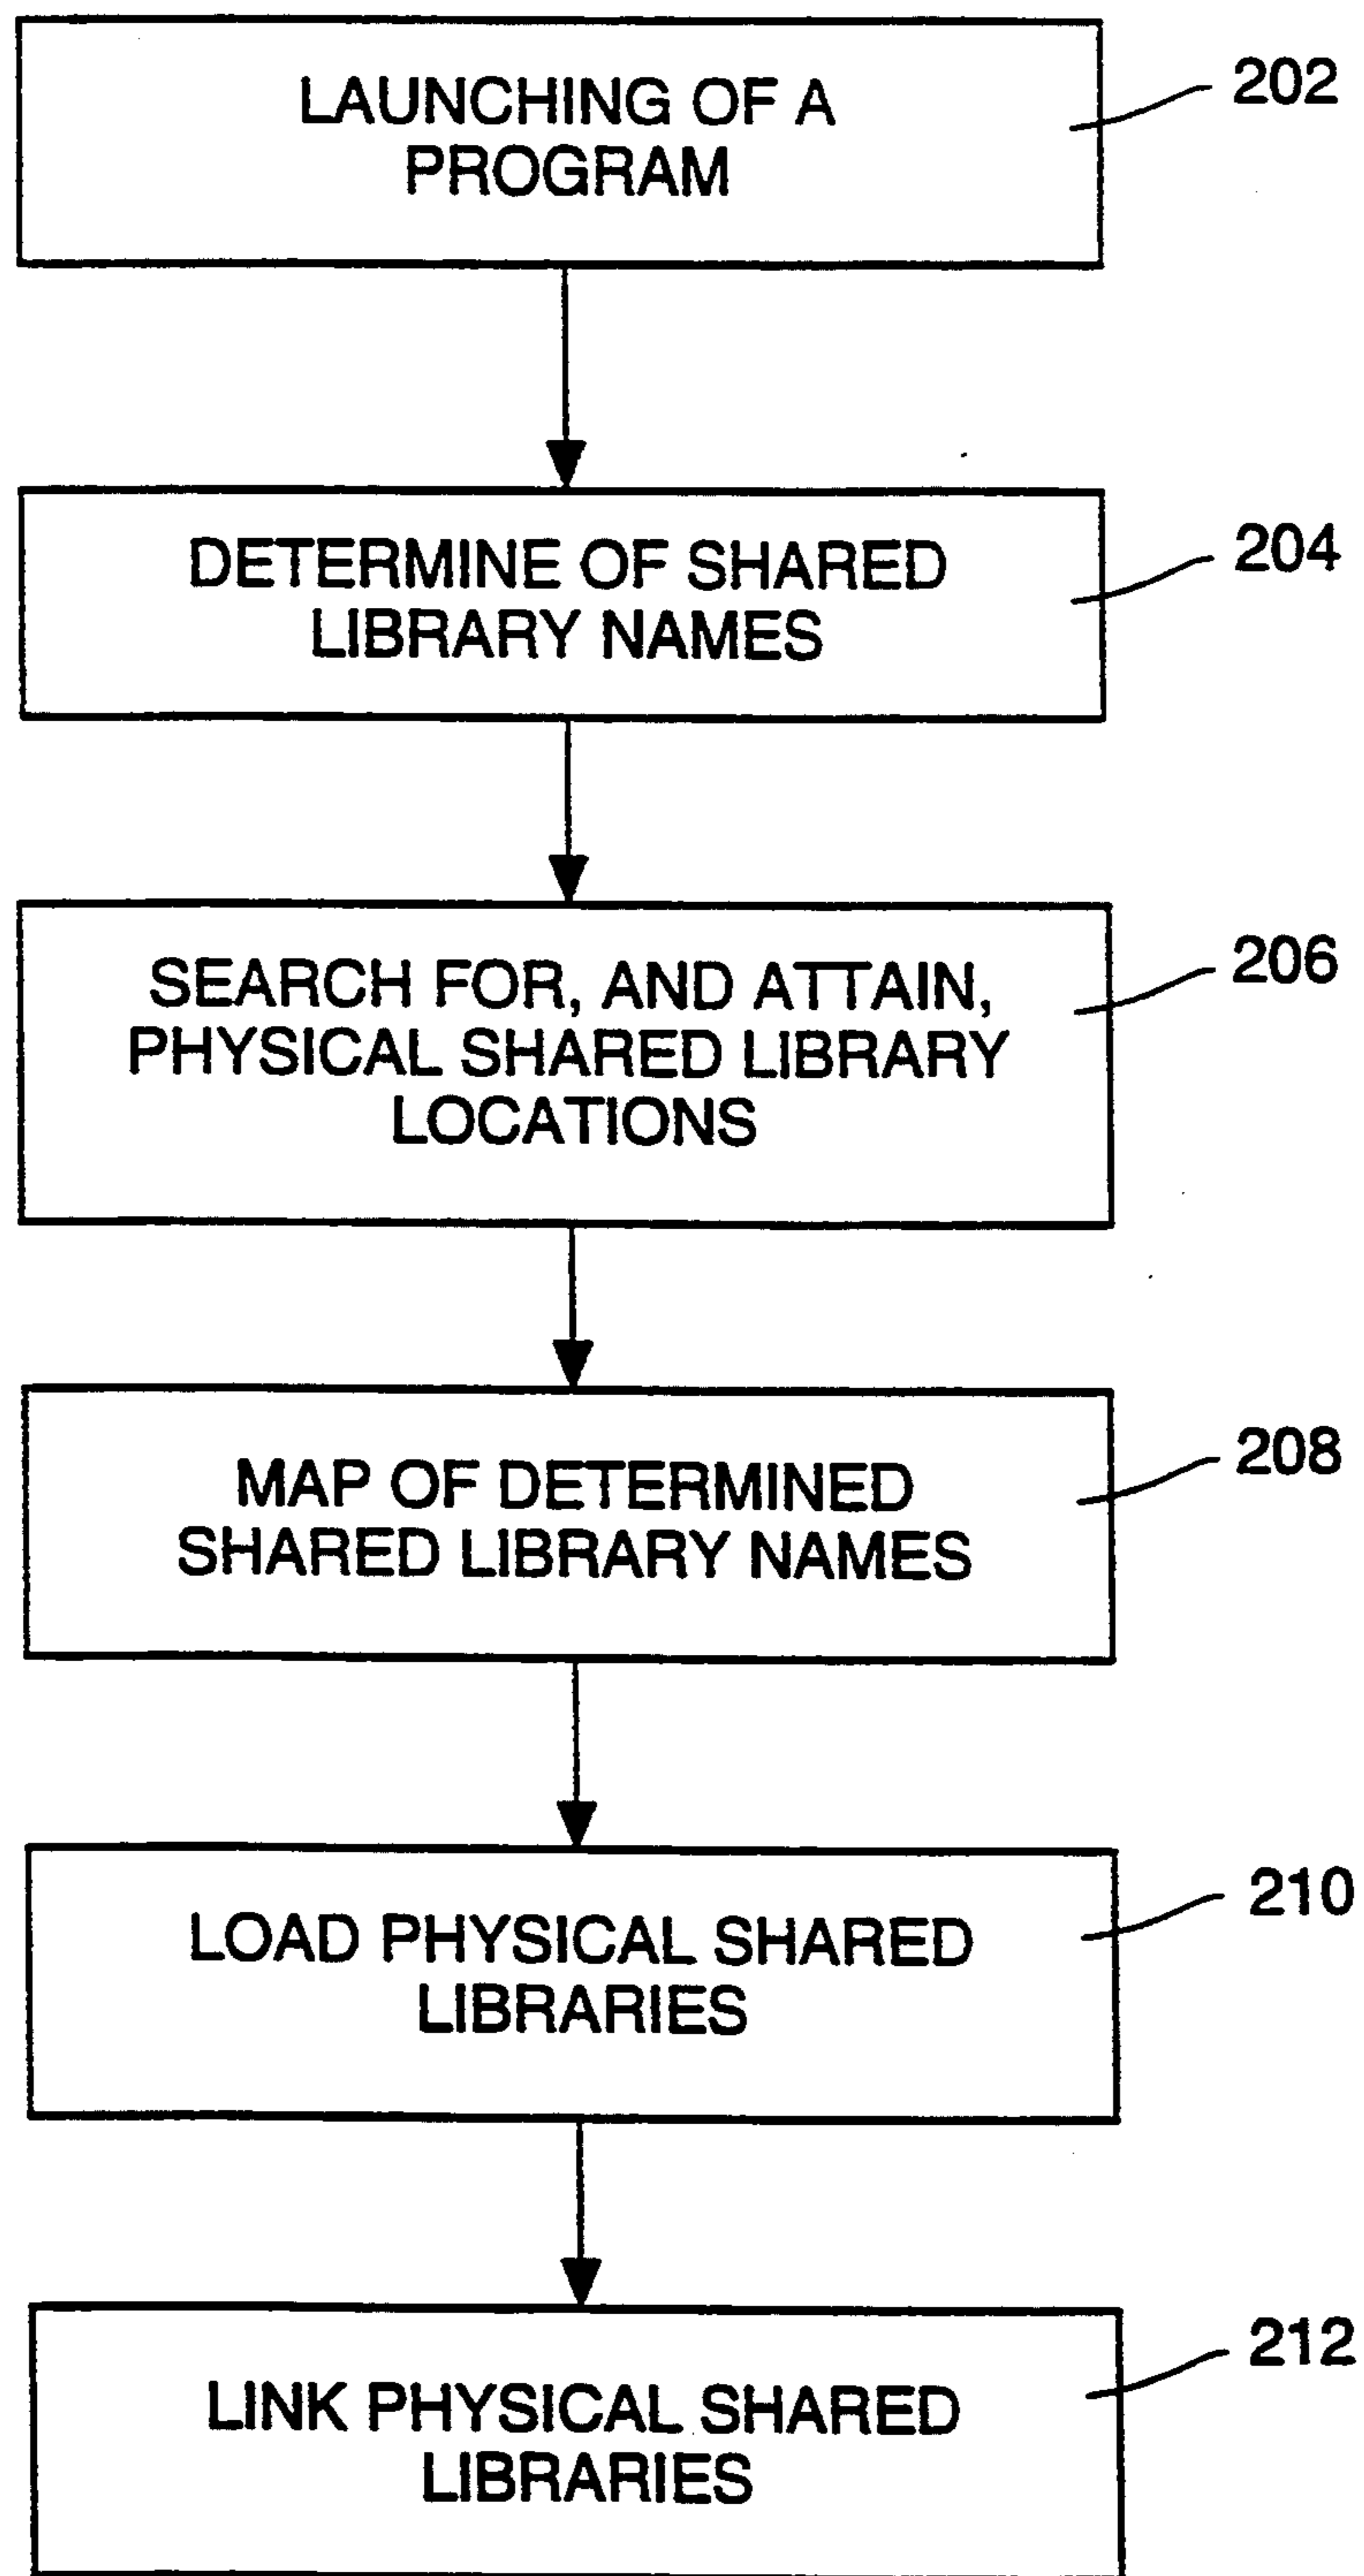 LAUNCHING OF A
PROGRAM
202
DETERMINE OF SHARED
LIBRARY NAMES
204
SEARCH FOR, AND ATTAIN,
PHYSICAL SHARED LIBRARY
LOCATIONS
206
MAP OF DETERMINED
SHARED LIBRARY NAMES
208
LOAD PHYSICAL SHARED
LIBRARIES
210
LINK PHYSICAL SHARED
LIBRARIES
212